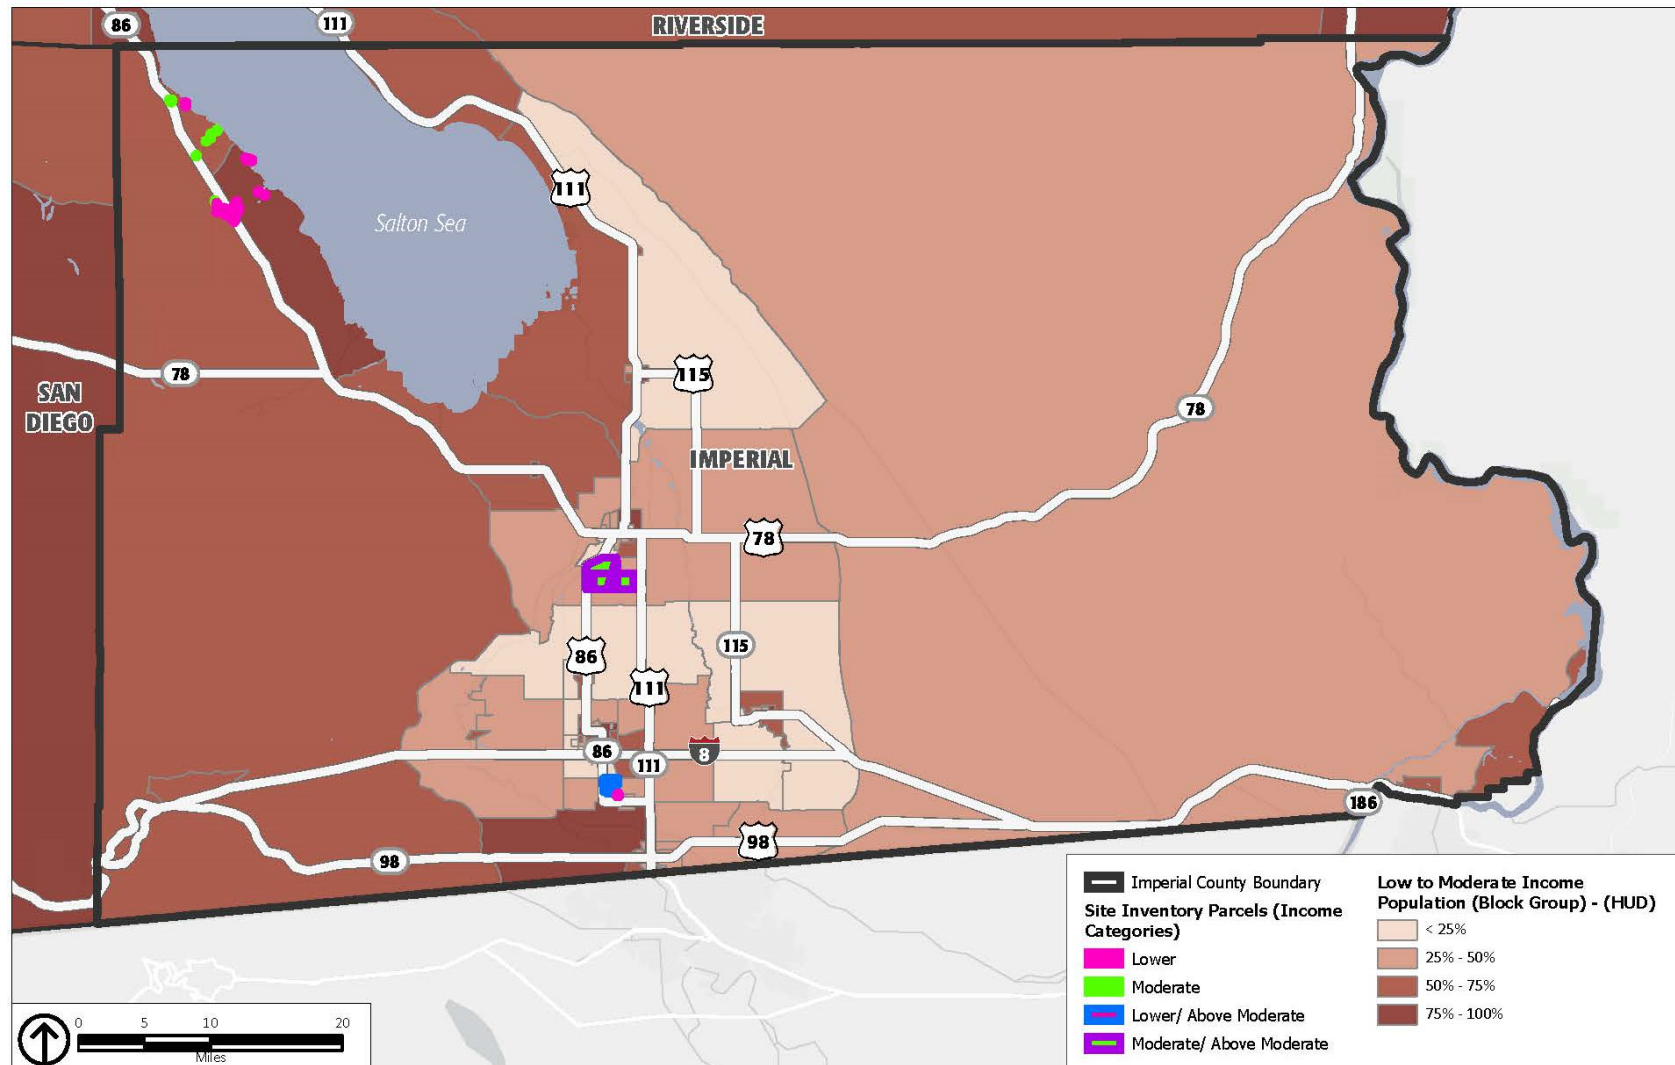 86
111
RIVERSIDE
111
Salton Sea
115
78
SAN
DIEGO
78
IMPERIAL
78
115
86
111
86
8
111
186
98
98
Imperial County Boundary
Site Inventory Parcels (Income
Categories)
Lower
Moderate
Lower/ Above Moderate
Moderate/ Above Moderate
Low to Moderate Income
Population (Block Group) - (HUD)
< 25%
25% - 50%
50% - 75%
75% - 100%
0 5 10 20
Miles